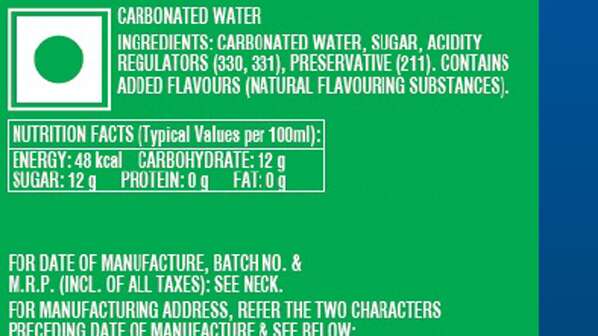 CARBONATED WATER
INGREDIENTS: CARBONATED WATER, SUGAR, ACIDITY
REGULATORS (330, 331), PRESERVATIVE (211). CONTAINS
ADDED FLAVOURS (NATURAL FLAVOURING SUBSTANCES).
NUTRITION FACTS (Typical Values per 100ml):
ENERGY: 48 kcal CARBOHYDRATE: 12 g
SUGAR: 12 g PROTEIN: 0 g FAT: 0 g
FOR DATE OF MANUFACTURE, BATCH NO. &
M.R.P. (INCL. OF ALL TAXES): SEE NECK.
FOR MANUFACTURING ADDRESS, REFER THE TWO CHARACTERS
PRECEDING DATE OF MANUFACTURE & SEE BELOW: